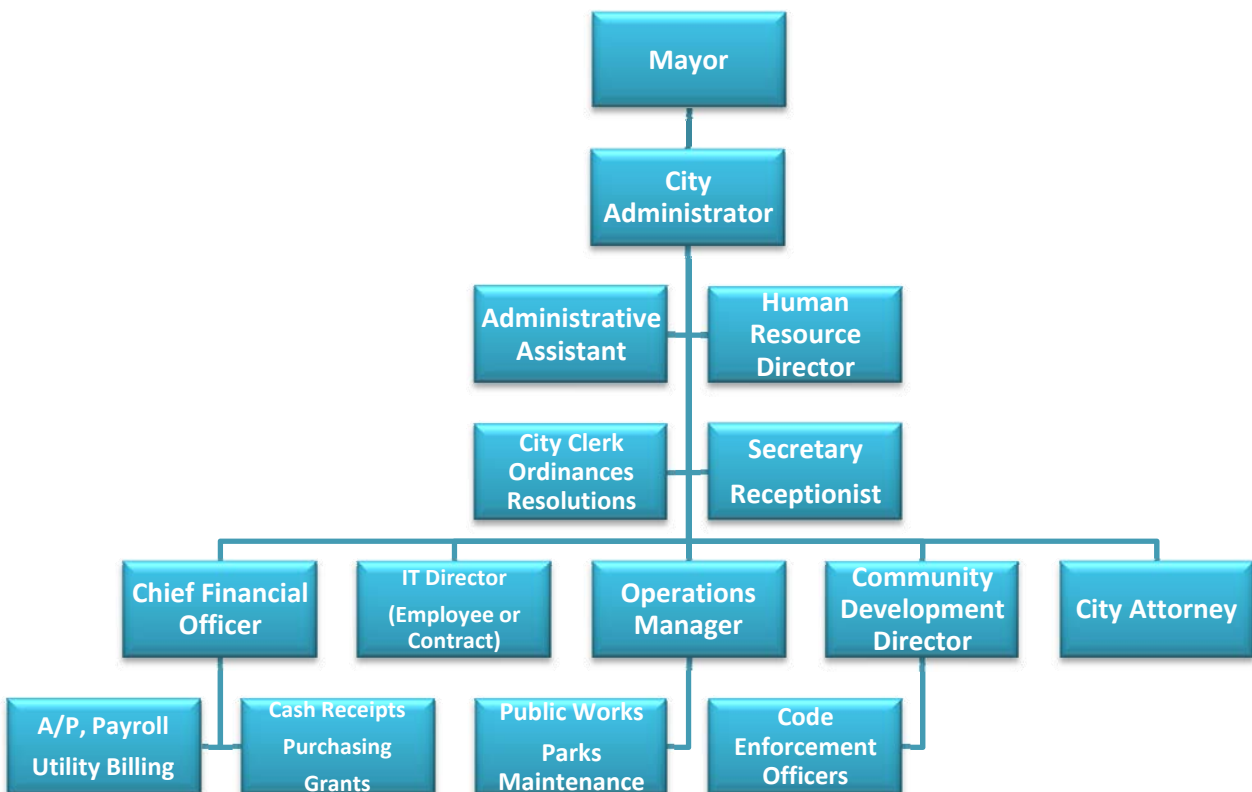 Mayor
City
Administrator
Administrative
Assistant
Human
Resource
Director
City Clerk
Ordinances
Resolutions
Secretary
Receptionist
Chief Financial
Officer
IT Director
(Employee or
Contract)
Operations
Manager
Community
Development
Director
City Attorney
A/P, Payroll
Utility Billing
Cash Receipts
Purchasing
Grants
Public Works
Parks
Maintenance
Code
Enforcement
Officers